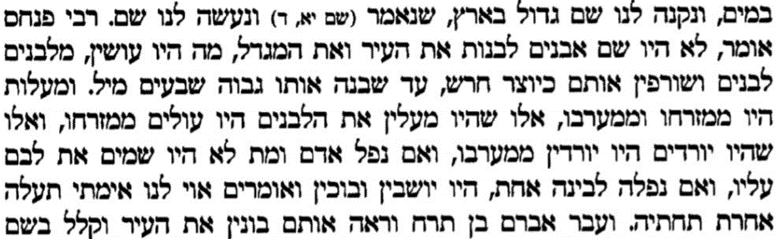 במים, ונקנה לנו שם גדול בארץ, שנאמר (שם יא, ד) ונעשה לנו שם. רבי פנחס
אומר, לא היו שם אבנים לבנות את העיר ואת המגדל, מה היו עושין, מלבנים
לבנים ושורפין אותם כיוצר חרש, עד שבנה אותו גבוה שבעים מיל. ומעלות
היו ממזרחו וממערבו, אלו שהיו מעלין את הלבנים היו עולים ממזרחו, ואלו
שהיו יורדים היו יורדין ממערבו, ואם נפל אדם ומת לא היו שמים את לבם
עליו, ואם נפלה לבינה אחת, היו יושבין ובוכין ואומרים אוי לנו אימתי תעלה
אחרת תחתיה. ועבר אברם בן תרח וראה אותם בונין את העיר וקלל בשם